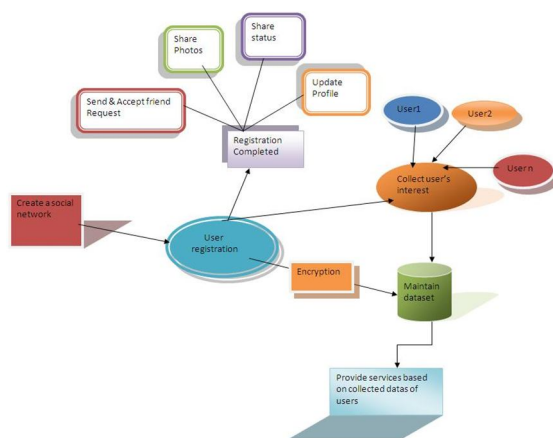 Share
Photos
Share
status
Send & Accept friend
Request
Update
Profile
Registration
Completed
User1
User2
User n
Collect user's
interest
Create a social
network
User
registration
Encryption
Maintain
dataset
Provide services based
on collected datas of
users